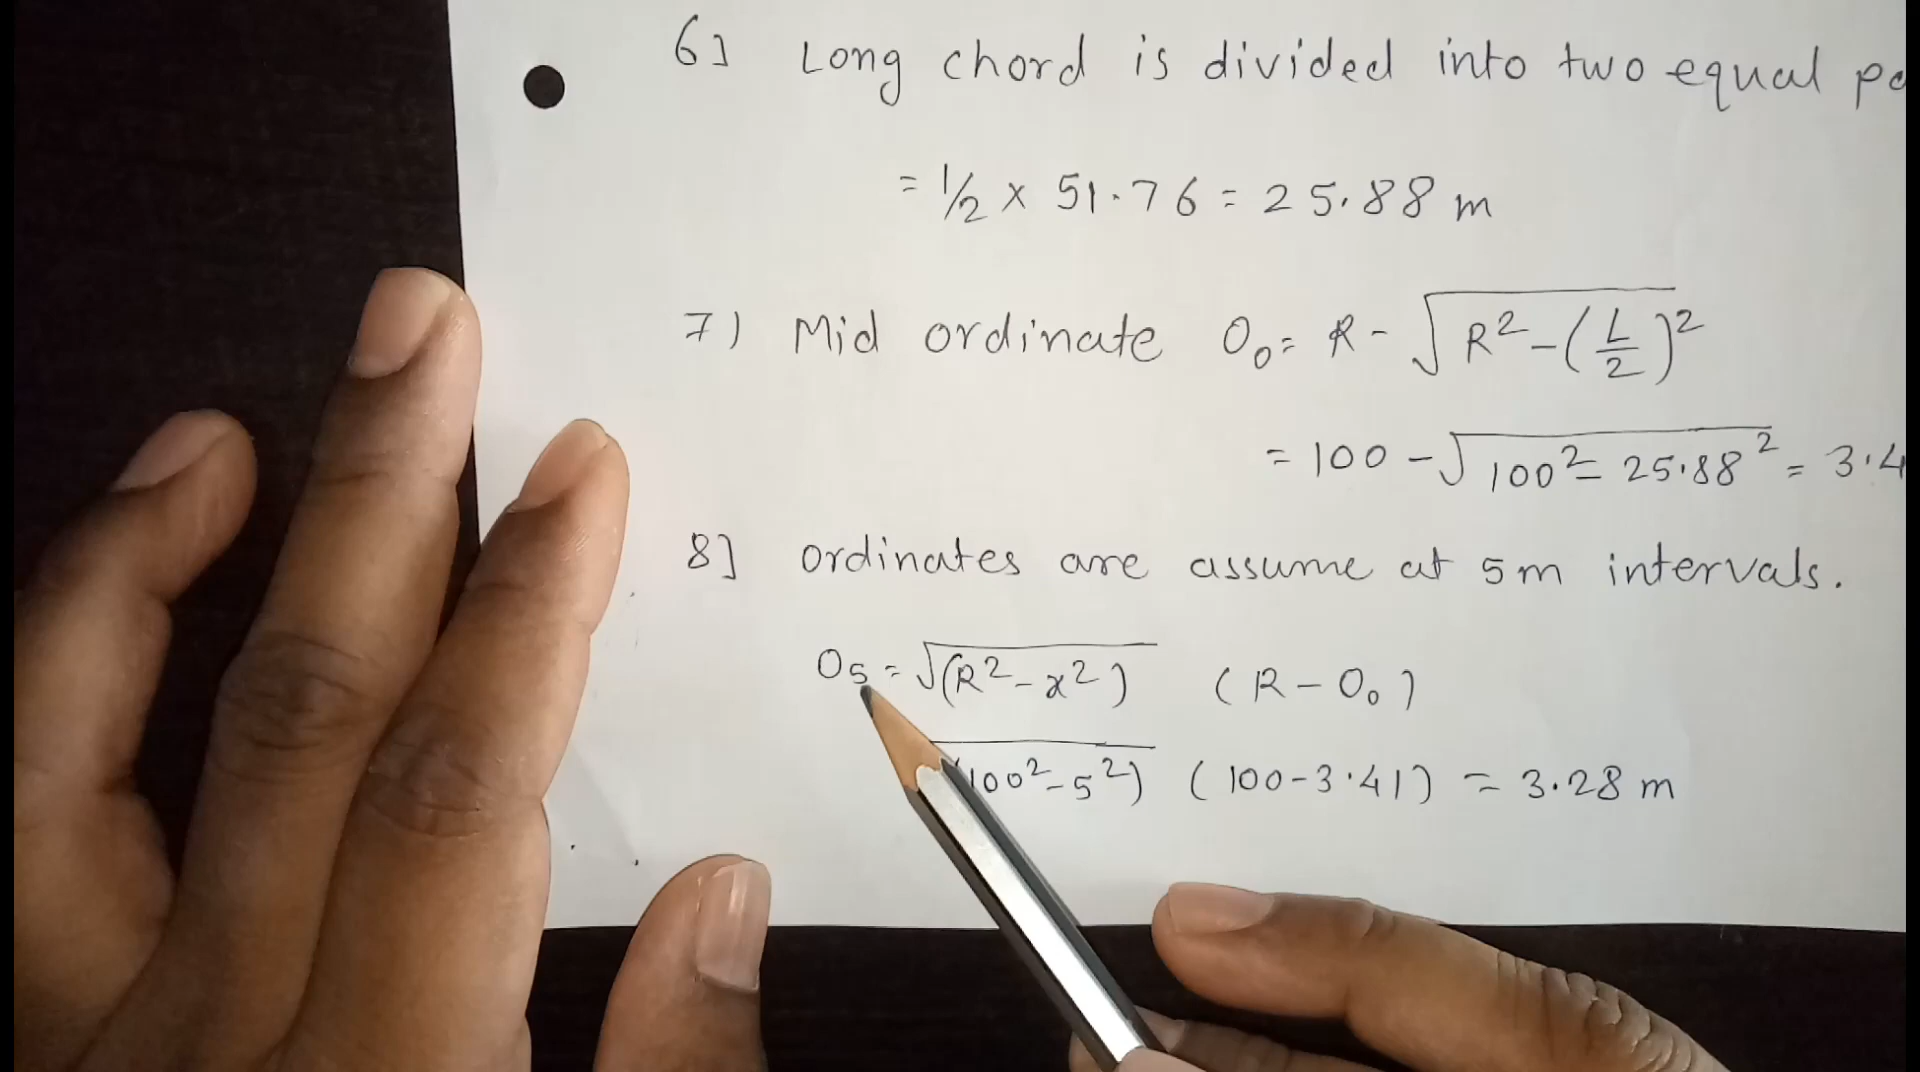 6] Long chord is divided into two equal
= 1/2 × 51.76 = 25.88 m
7) Mid ordinate O₀ = R - √R² - (L/2)²
= 100 - √100² - 25.88² = 3.4
8] ordinates are assume at 5m intervals.
O₅ = √(R² - x²) (R - O₀)
100² - 5²) (100 - 3.41) = 3.28 m